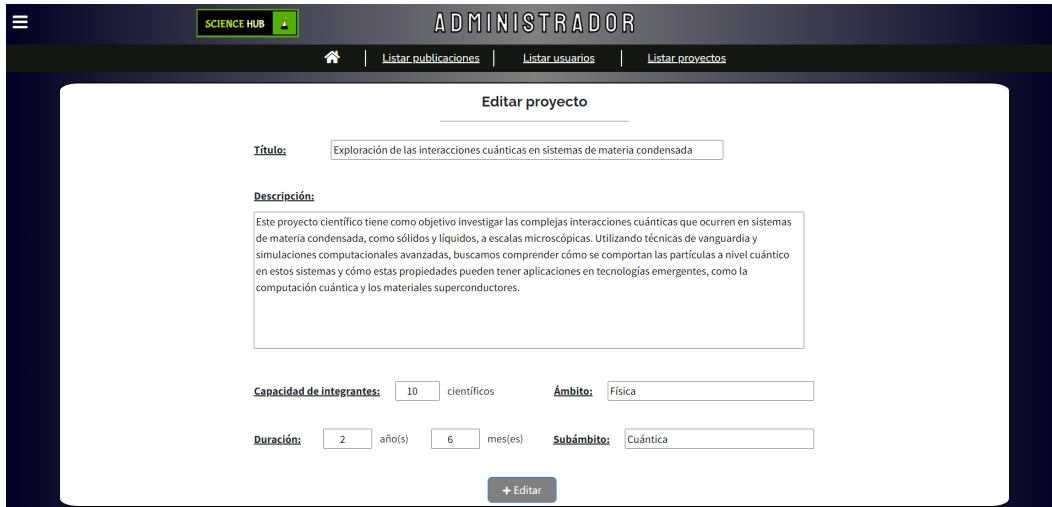 SCIENCE HUB
ADMINISTRADOR
Listar publicaciones Listar usuarios Listar proyectos
Editar proyecto
Título: Exploración de las interacciones cuánticas en sistemas de materia condensada
Descripción:
Este proyecto científico tiene como objetivo investigar las complejas interacciones cuánticas que ocurren en sistemas
de materia condensada, como sólidos y líquidos, a escalas microscópicas. Utilizando técnicas de vanguardia y
simulaciones computacionales avanzadas, buscamos comprender cómo se comportan las partículas a nivel cuántico
en estos sistemas y cómo estas propiedades pueden tener aplicaciones en tecnologías emergentes, como la
computación cuántica y los materiales superconductores.
Capacidad de integrantes: 10 científicos Ámbito: Física
Duración: 2 año(s) 6 mes(es) Subámbito: Cuántica
+ Editar